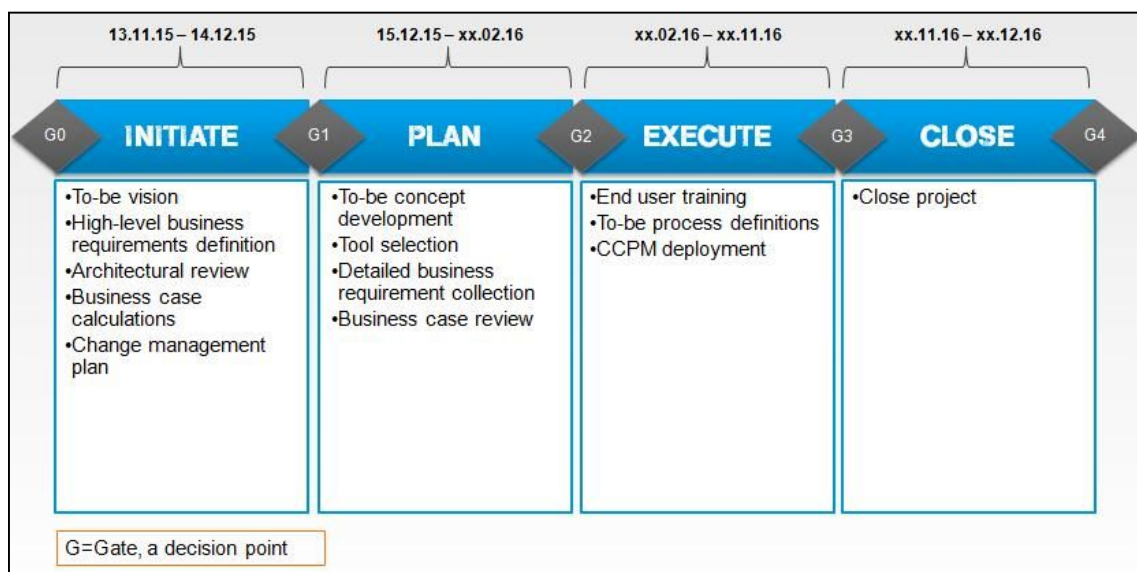 13.11.15 – 14.12.15
15.12.15 – xx.02.16
xx.02.16 – xx.11.16
xx.11.16 – xx.12.16
G0
INITIATE
G1
PLAN
G2
EXECUTE
G3
CLOSE
G4
•To-be vision
•High-level business
requirements definition
•Architectural review
•Business case
calculations
•Change management
plan
•To-be concept
development
•Tool selection
•Detailed business
requirement collection
•Business case review
•End user training
•To-be process definitions
•CCPM deployment
•Close project
G=Gate, a decision point